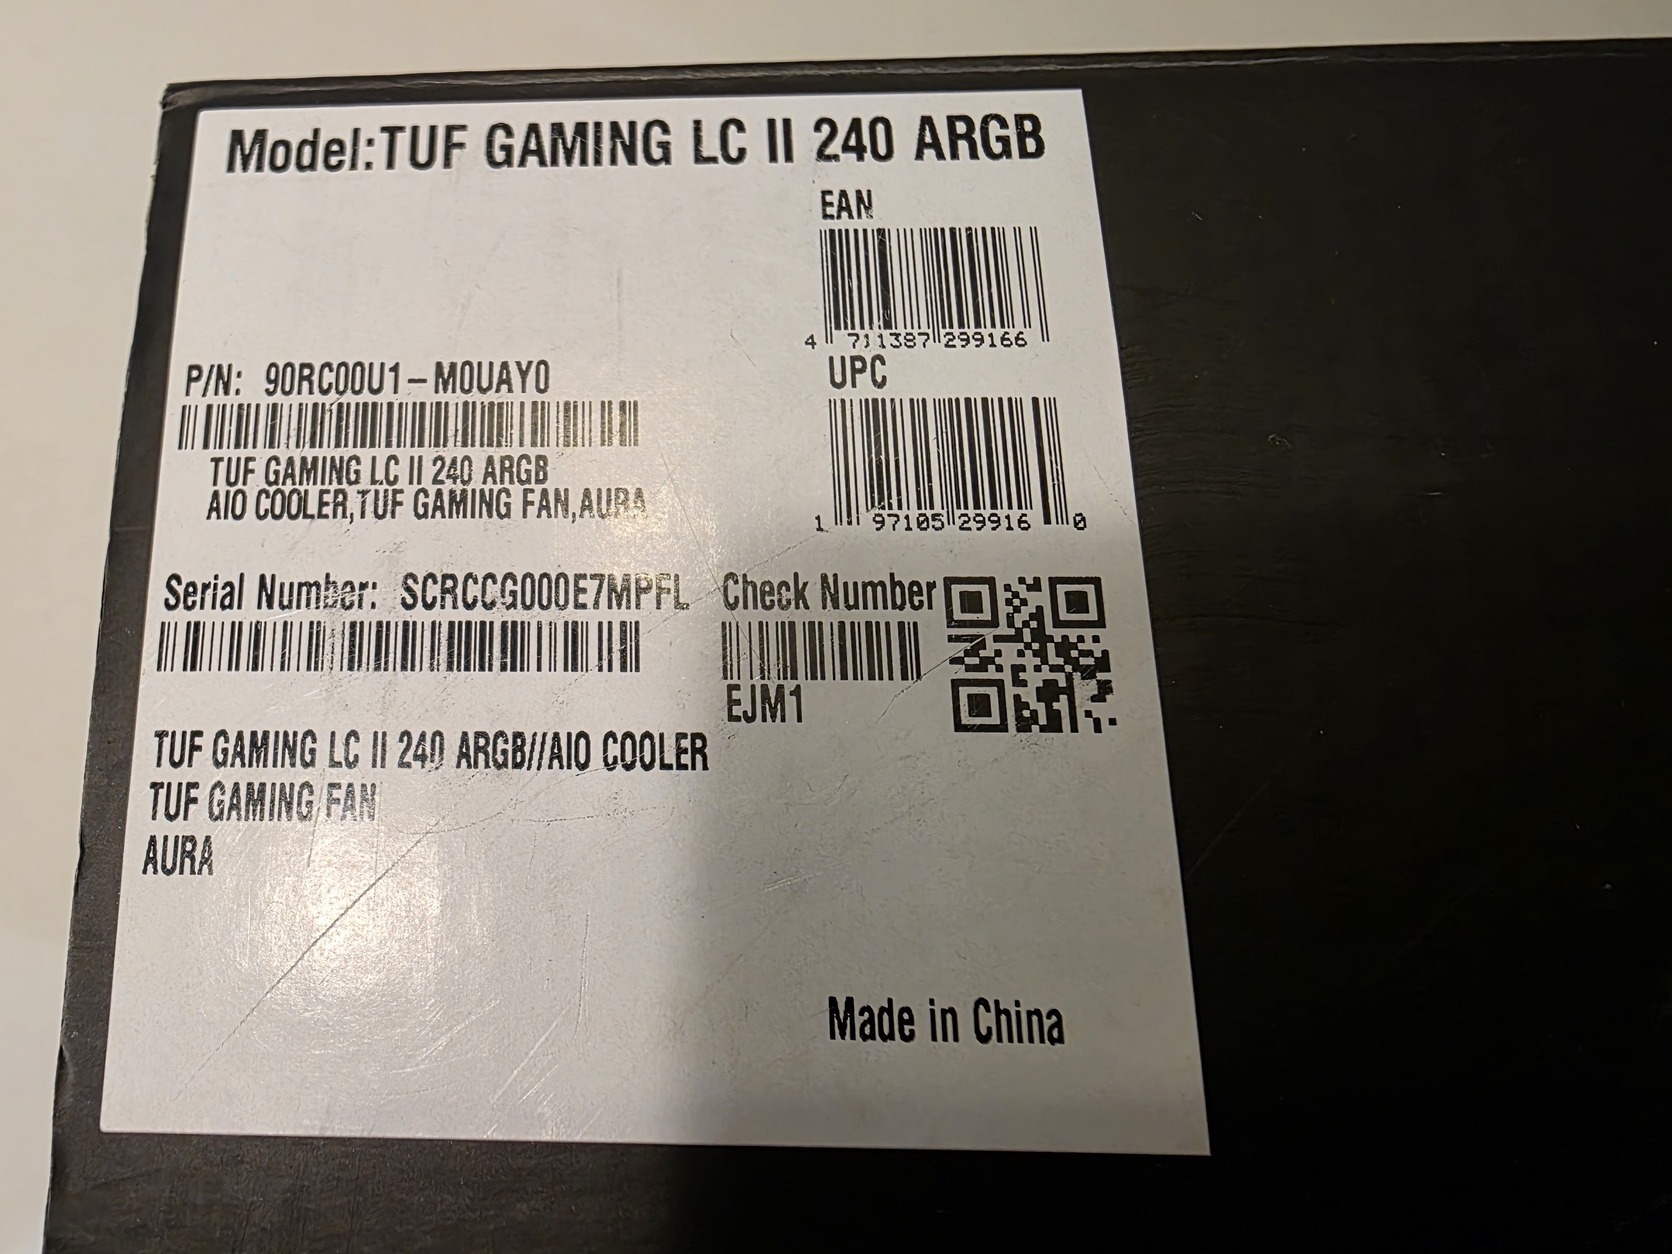 Model:TUF GAMING LC II 240 ARGB
EAN
4 711387 299166
P/N: 90RC00U1-M0UAY0
UPC
TUF GAMING LC II 240 ARGB
AIO COOLER,TUF GAMING FAN,AURA
1 97105 29916 0
Serial Number: SCRCCG000E7MPFL
Check Number
EJM1
TUF GAMING LC II 240 ARGB//AIO COOLER
TUF GAMING FAN
AURA
Made in China